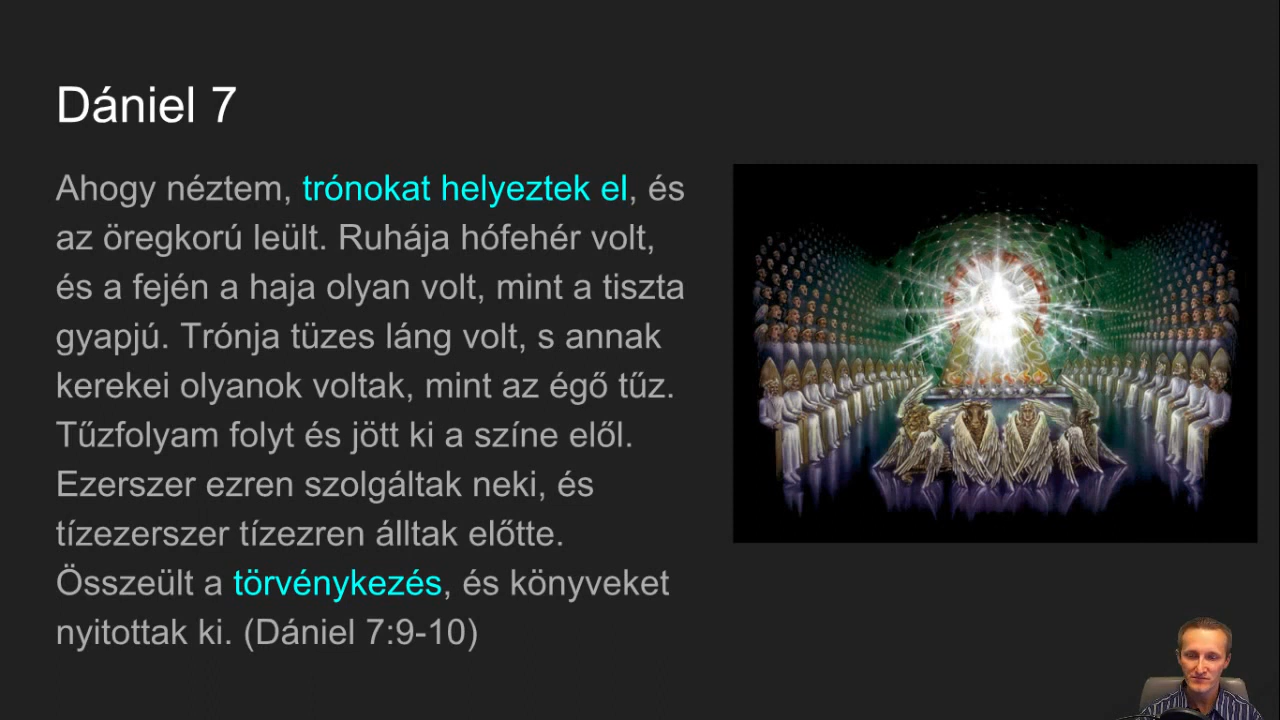 Dániel 7
Ahogy néztem, trónokat helyeztek el, és
az öregkorú leült. Ruhája hófehér volt,
és a fején a haja olyan volt, mint a tiszta
gyapjú. Trónja tüzes láng volt, s annak
kerekei olyanok voltak, mint az égő tűz.
Tűzfolyam folyt és jött ki a színe elől.
Ezerszer ezren szolgáltak neki, és
tízezerszer tízezren álltak előtte.
Összeült a törvénykezés, és könyveket
nyitottak ki. (Dániel 7:9-10)